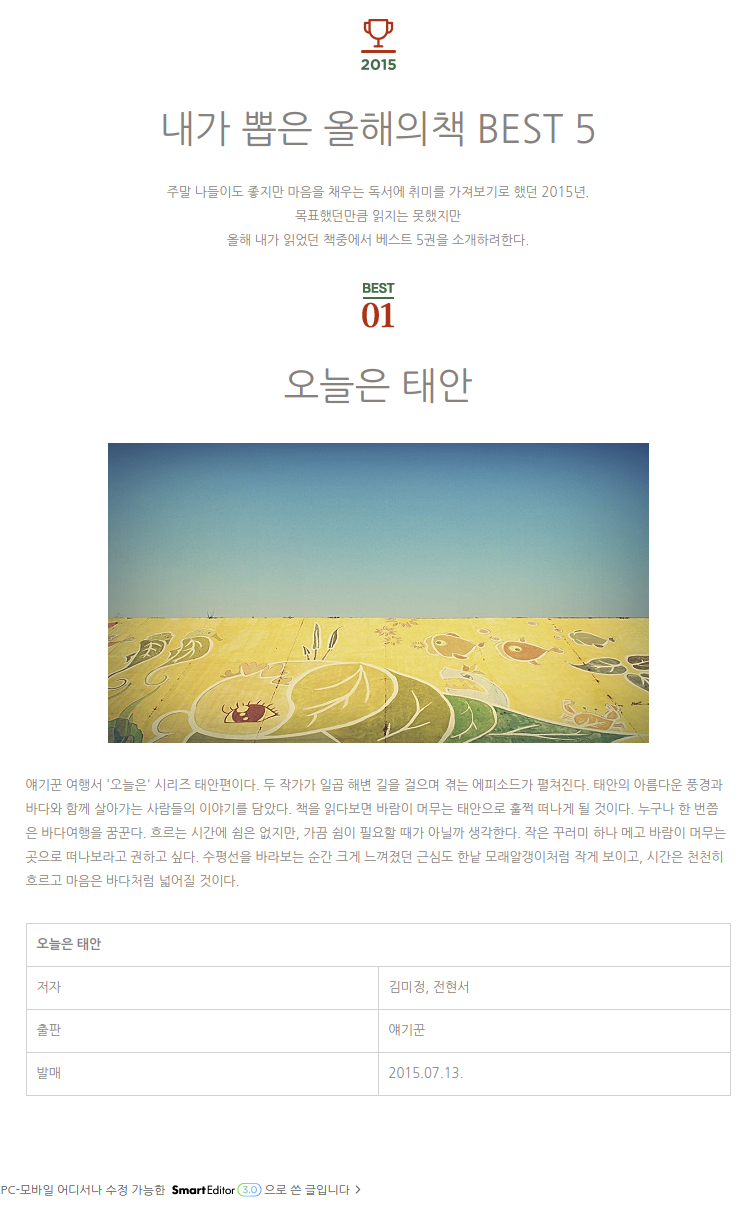 2015
내가 뽑은 올해의책 BEST 5
주말 나들이도 좋지만 마음을 채우는 독서에 취미를 가져보기로 했던 2015년.
목표했던만큼 읽지는 못했지만
올해 내가 읽었던 책중에서 베스트 5권을 소개하려한다.
BEST
01
오늘은 태안
얘기꾼 여행서 '오늘은' 시리즈 태안편이다. 두 작가가 일곱 해변 길을 걸으며 겪는 에피소드가 펼쳐진다. 태안의 아름다운 풍경과
바다와 함께 살아가는 사람들의 이야기를 담았다. 책을 읽다보면 바람이 머무는 태안으로 훌쩍 떠나게 될 것이다. 누구나 한 번쯤
은 바다여행을 꿈꾼다. 흐르는 시간에 쉼은 없지만, 가끔 쉼이 필요할 때가 아닐까 생각한다. 작은 꾸러미 하나 메고 바람이 머무는
곳으로 떠나보라고 권하고 싶다. 수평선을 바라보는 순간 크게 느껴졌던 근심도 한낱 모래알갱이처럼 작게 보이고, 시간은 천천히
흐르고 마음은 바다처럼 넓어질 것이다.
오늘은 태안
저자 김미정, 전현서
출판 얘기꾼
발매 2015.07.13.
PC-모바일 어디서나 수정 가능한 SmartEditor 3.0 으로 쓴 글입니다 >